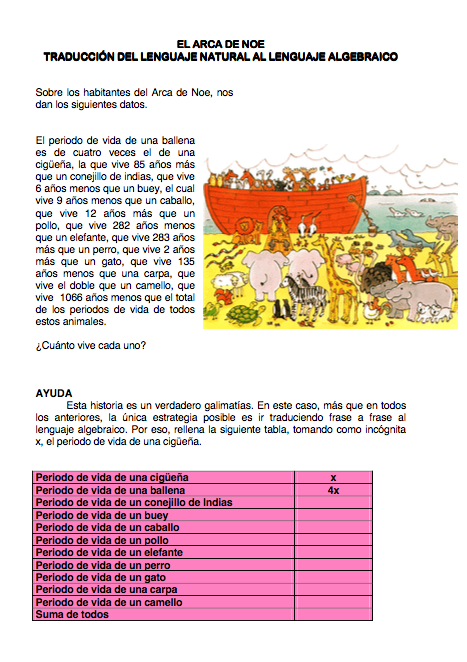 EL ARCA DE NOE
TRADUCCIÓN DEL LENGUAJE NATURAL AL LENGUAJE ALGEBRAICO
Sobre los habitantes del Arca de Noe, nos
dan los siguientes datos.
El periodo de vida de una ballena
es de cuatro veces el de una
cigüeña, la que vive 85 años más
que un conejillo de indias, que vive
6 años menos que un buey, el cual
vive 9 años menos que un caballo,
que vive 12 años más que un
pollo, que vive 282 años menos
que un elefante, que vive 283 años
más que un perro, que vive 2 años
más que un gato, que vive 135
años menos que una carpa, que
vive el doble que un camello, que
vive 1066 años menos que el total
de los periodos de vida de todos
estos animales.
¿Cuánto vive cada uno?
AYUDA
Esta historia es un verdadero galimatías. En este caso, más que en todos
los anteriores, la única estrategia posible es ir traduciendo frase a frase al
lenguaje algebraico. Por eso, rellena la siguiente tabla, tomando como incógnita
x, el periodo de vida de una cigüeña.
Periodo de vida de una cigüeña x
Periodo de vida de una ballena 4x
Periodo de vida de un conejillo de Indias
Periodo de vida de un buey
Periodo de vida de un caballo
Periodo de vida de un pollo
Periodo de vida de un elefante
Periodo de vida de un perro
Periodo de vida de un gato
Periodo de vida de una carpa
Periodo de vida de un camello
Suma de todos